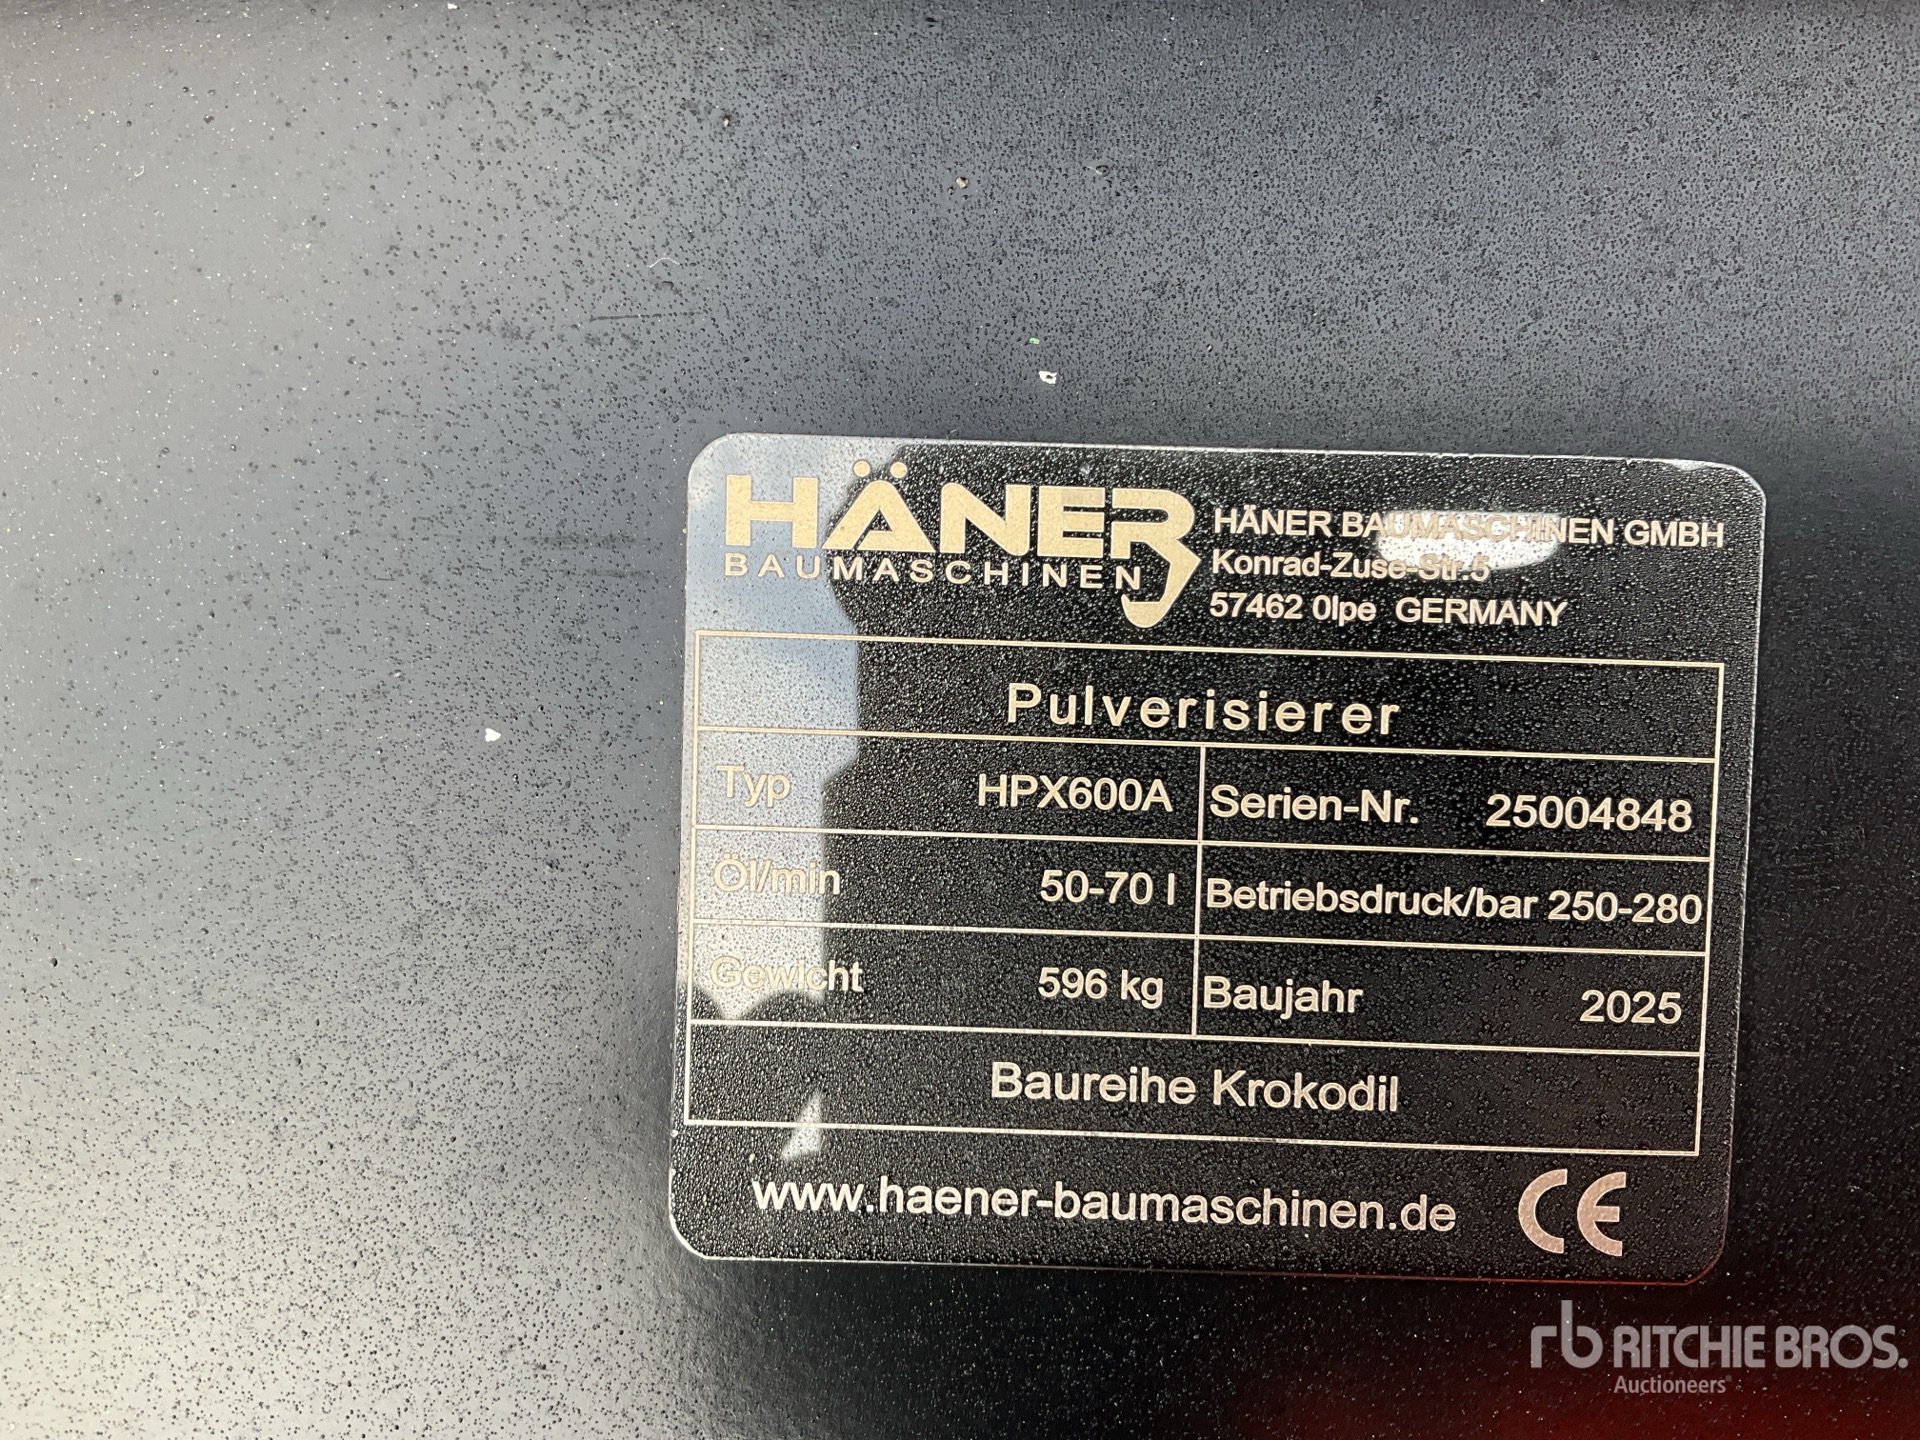 HÄNER
BAUMASCHINEN
HÄNER BAUMASCHINEN GMBH
Konrad-Zuse-Str.5
57462 Olpe GERMANY
Pulverisierer
Typ HPX600A Serien-Nr. 25004848
Öl/min 50-70 l Betriebsdruck/bar 250-280
Gewicht 596 kg Baujahr 2025
Baureihe Krokodil
www.haener-baumaschinen.de CE
rb RITCHIE BROS.
Auctioneers